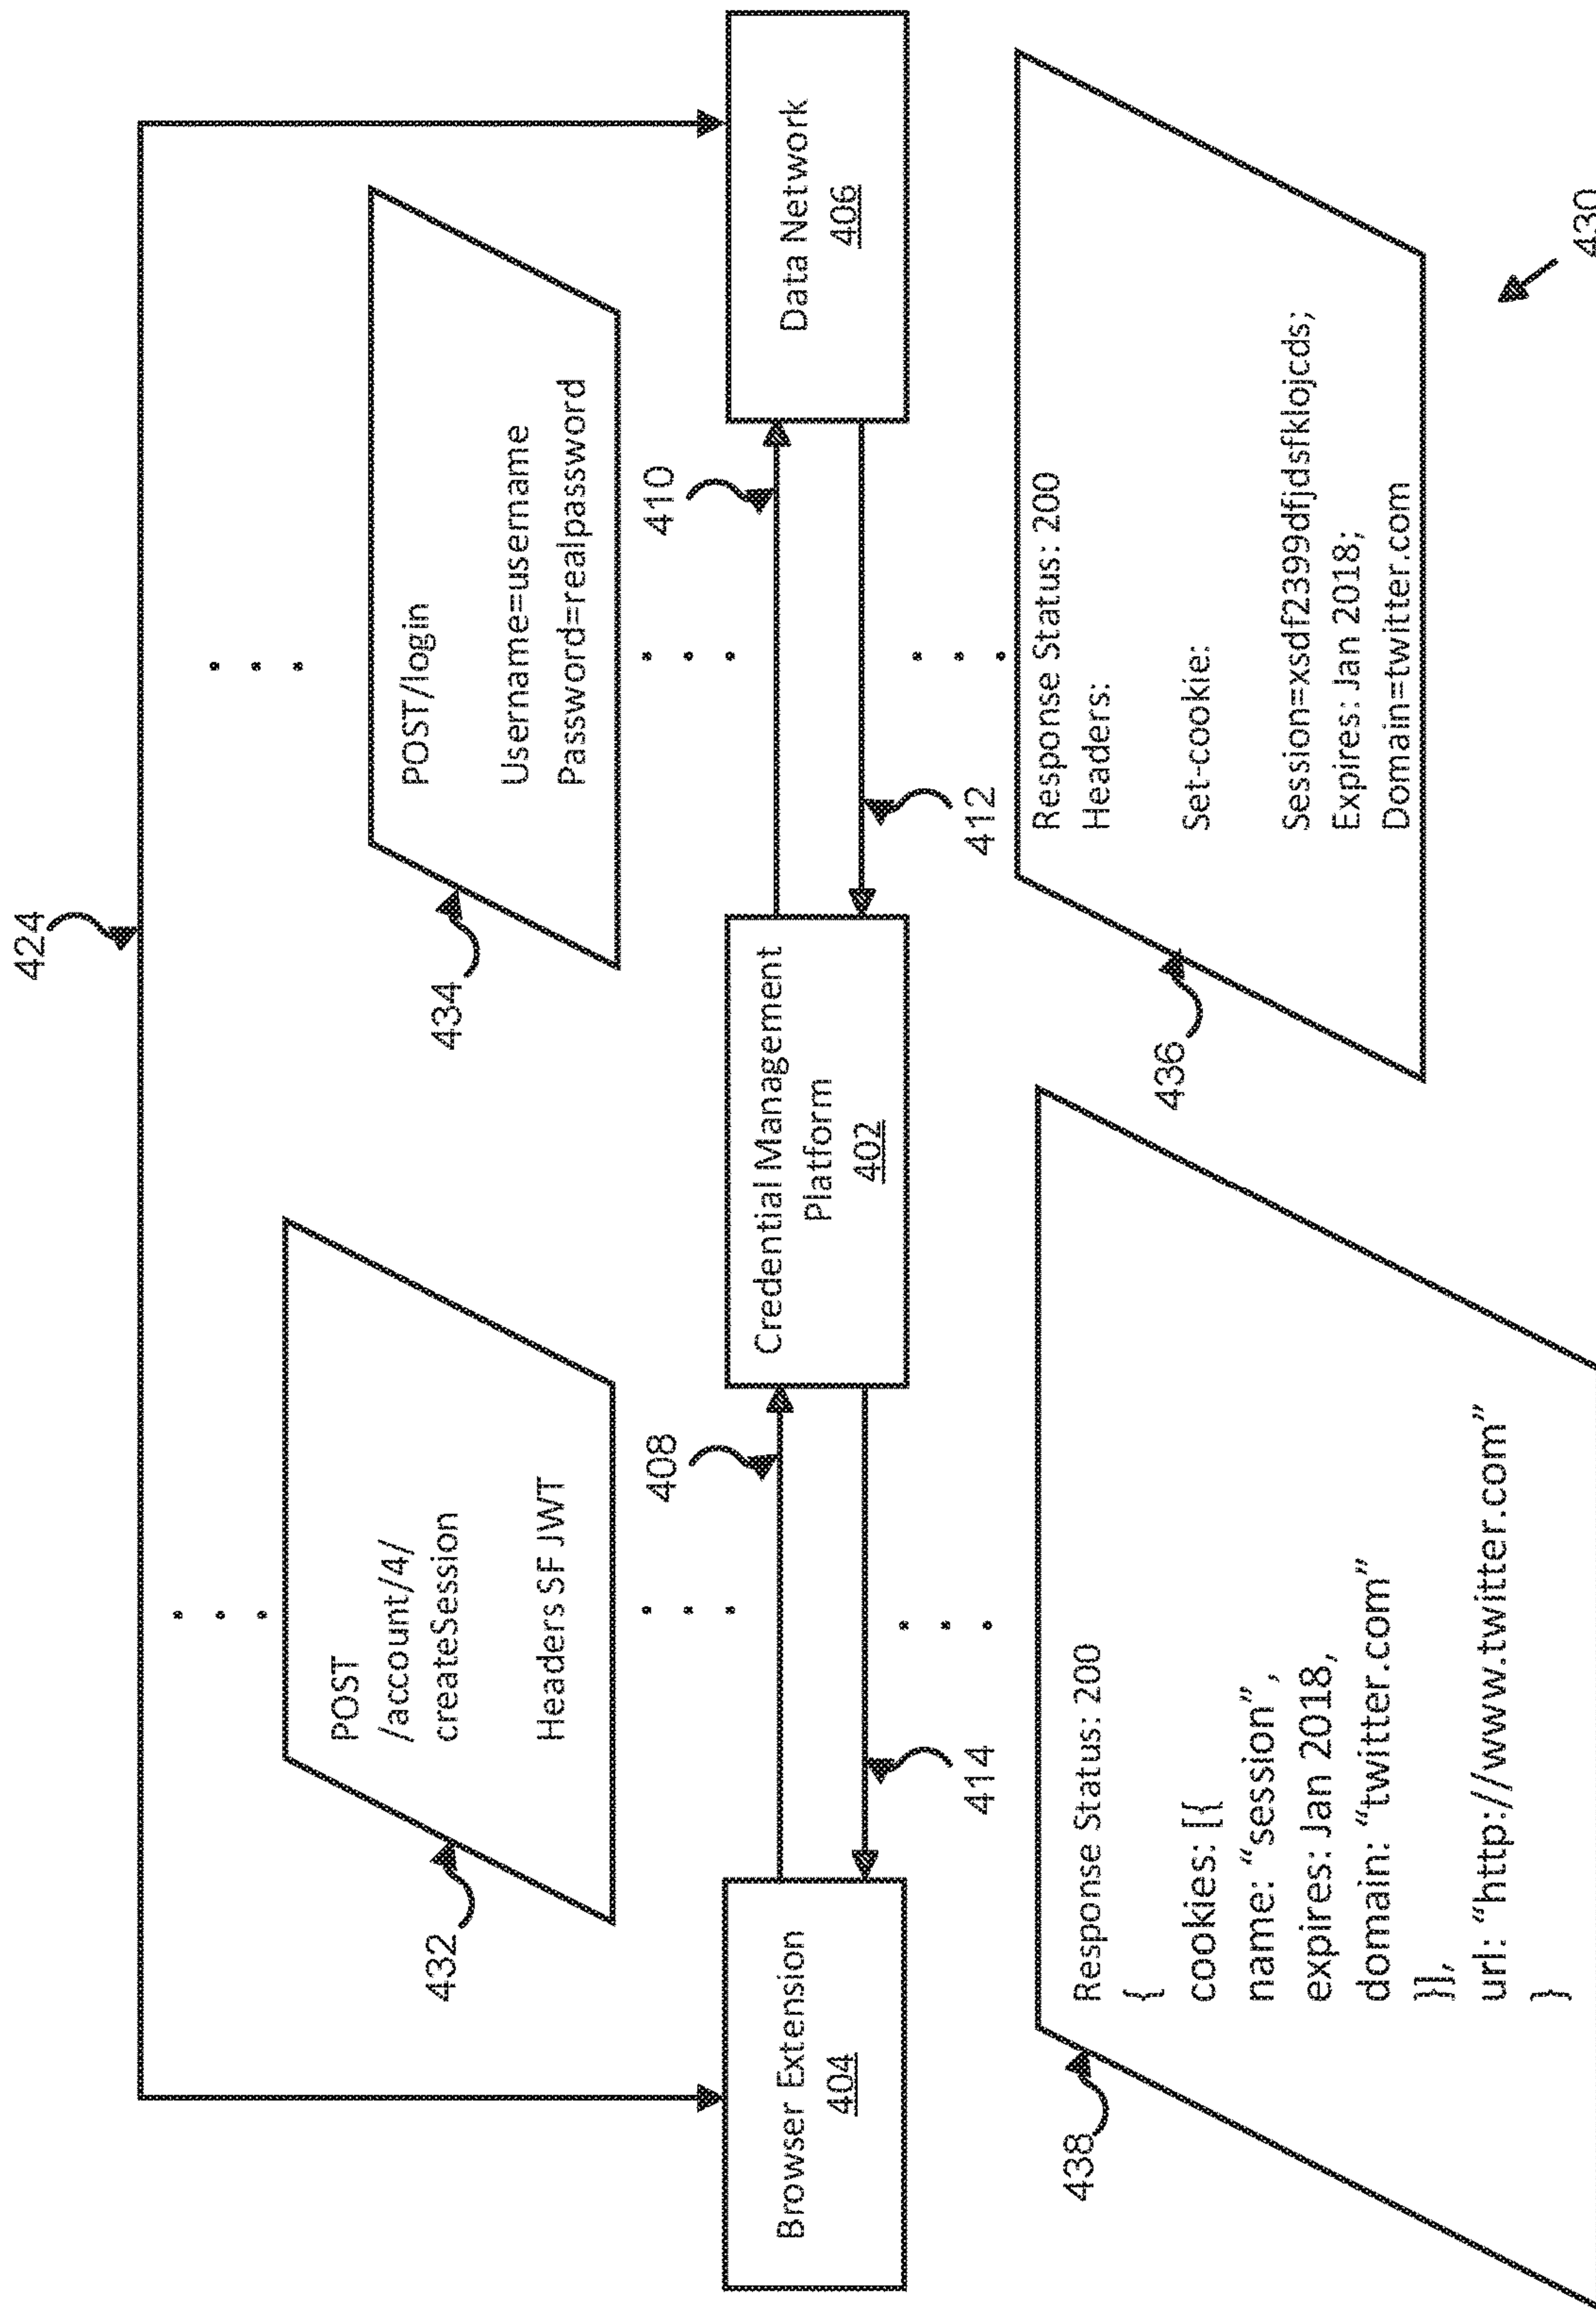 424
POST
/account/4/
createSession
Headers SF JWT
432
POST/login
Username=username
Password=realpassword
434
408
410
Browser Extension
404
Credential Management
Platform
402
Data Network
406
414
412
Response Status: 200
{
cookies: [{
name: “session”,
expires: Jan 2018,
domain: “twitter.com”
}],
url: “http://www.twitter.com”
}
438
Response Status: 200
Headers:
Set-cookie:
Session=xsdf2399dfjdsfklojcds;
Expires: Jan 2018;
Domain=twitter.com
436
430